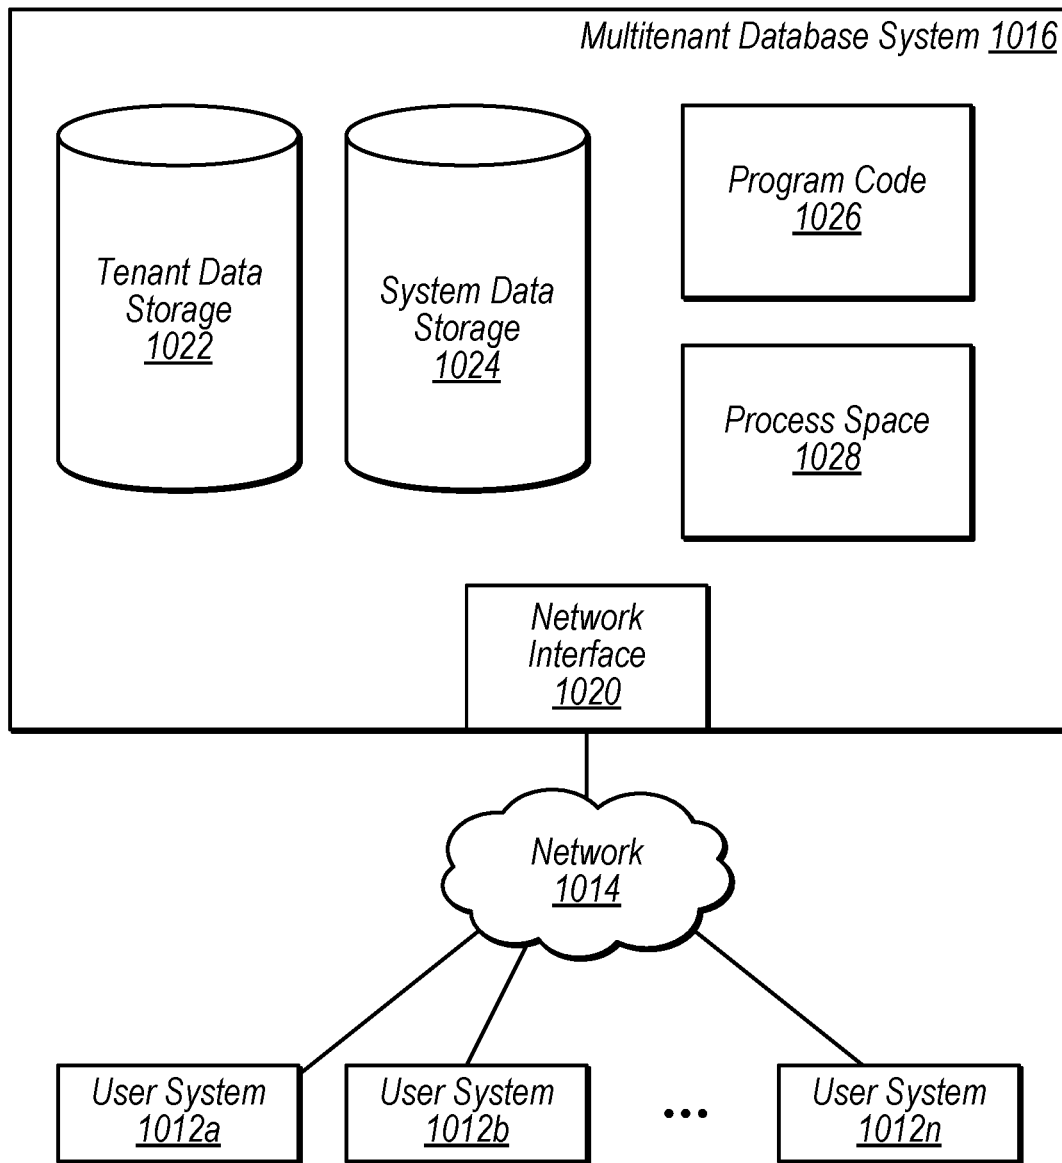 Multitenant Database System 1016
Tenant Data
Storage
1022
System Data
Storage
1024
Program Code
1026
Process Space
1028
Network
Interface
1020
Network
1014
User System
1012a
User System
1012b
...
User System
1012n